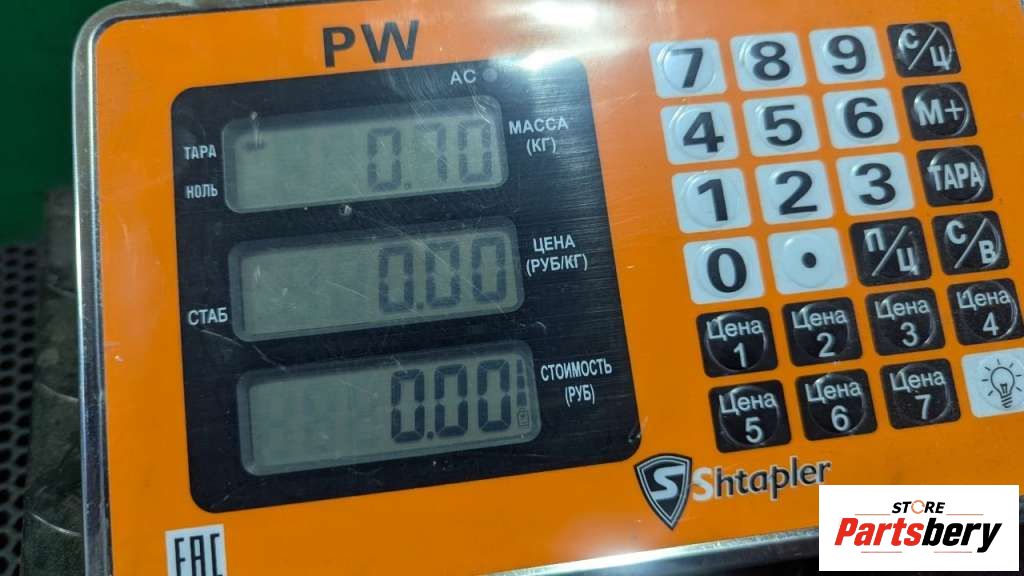 PW
AC
ТАРА
НОЛЬ
0.70
МАССА
(КГ)
СТАБ
0.00
ЦЕНА
(РУБ/КГ)
0.00
СТОИМОСТЬ
(РУБ)
7 8 9 С/Ц
4 5 6 М+
1 2 3 ТАРА
0 . П/Ц С/В
Цена 1 Цена 2 Цена 3 Цена 4
Цена 5 Цена 6 Цена 7
S Shtapler
EAC
STORE
Partsbery